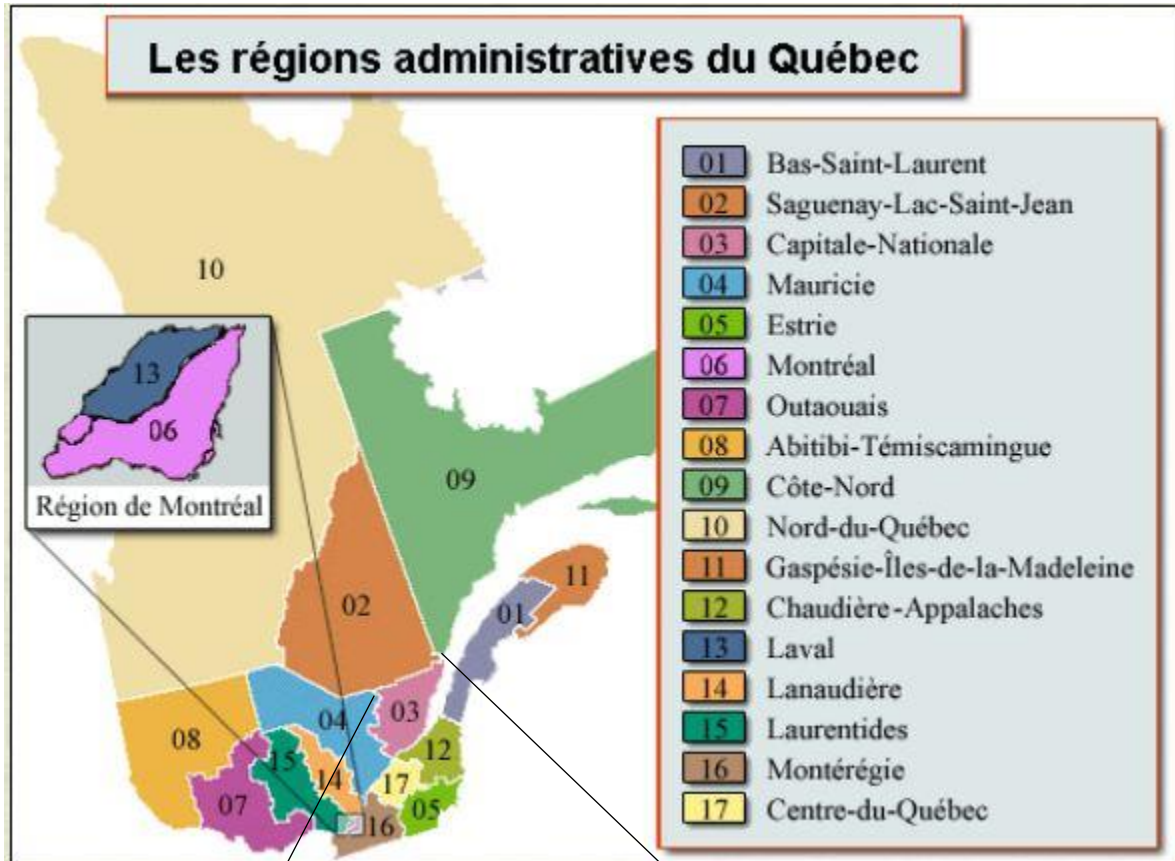 Les régions administratives du Québec
01 Bas-Saint-Laurent
02 Saguenay-Lac-Saint-Jean
03 Capitale-Nationale
04 Mauricie
05 Estrie
06 Montréal
07 Outaouais
08 Abitibi-Témiscamingue
09 Côte-Nord
10 Nord-du-Québec
11 Gaspésie-Îles-de-la-Madeleine
12 Chaudière-Appalaches
13 Laval
14 Lanaudière
15 Laurentides
16 Montérégie
17 Centre-du-Québec
10
13
06
Région de Montréal
09
11
02
01
03
04
08
12
15
14
17
07
05
16